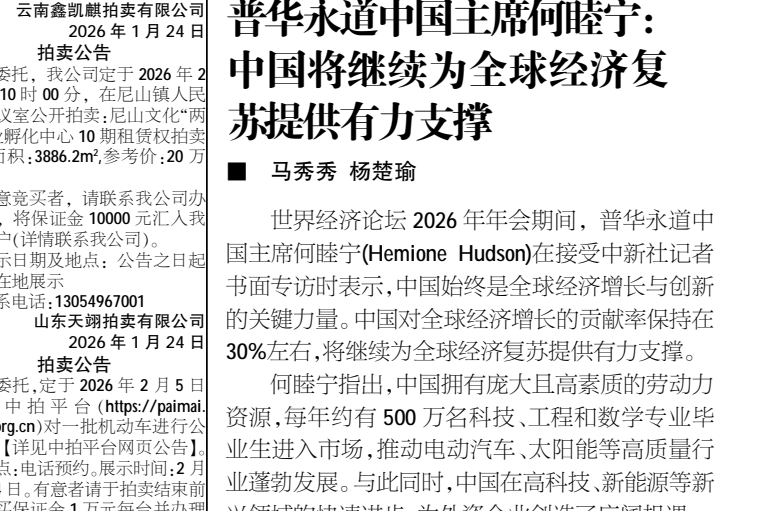 云南鑫凯麒拍卖有限公司
2026 年 1 月 24 日
拍卖公告
委托，我公司定于 2026 年 2
10 时 00 分，在尼山镇人民
议室公开拍卖:尼山文化“两
孵化中心 10 期租赁权拍卖
面积:3886.2m²,参考价:20 万
意竞买者，请联系我公司办
，将保证金 10000 元汇入我
户(详情联系我公司)。
示日期及地点：公告之日起
在地展示
系电话:13054967001
山东天翊拍卖有限公司
2026 年 1 月 24 日
拍卖公告
委托,定于 2026 年 2 月 5 日
中拍平台(https://paimai.
org.cn)对一批机动车进行公
【详见中拍平台网页公告】。
点:电话预约。展示时间:2 月
日。有意者请于拍卖结束前
买保证金 1 万元每台并办理
普华永道中国主席何睦宁：
中国将继续为全球经济复
苏提供有力支撑
■ 马秀秀 杨楚瑜
世界经济论坛 2026 年年会期间，普华永道中
国主席何睦宁(Hemione Hudson)在接受中新社记者
书面专访时表示,中国始终是全球经济增长与创新
的关键力量。中国对全球经济增长的贡献率保持在
30%左右,将继续为全球经济复苏提供有力支撑。
何睦宁指出,中国拥有庞大且高素质的劳动力
资源,每年约有 500 万名科技、工程和数学专业毕
业生进入市场,推动电动汽车、太阳能等高质量行
业蓬勃发展。与此同时,中国在高科技、新能源等新